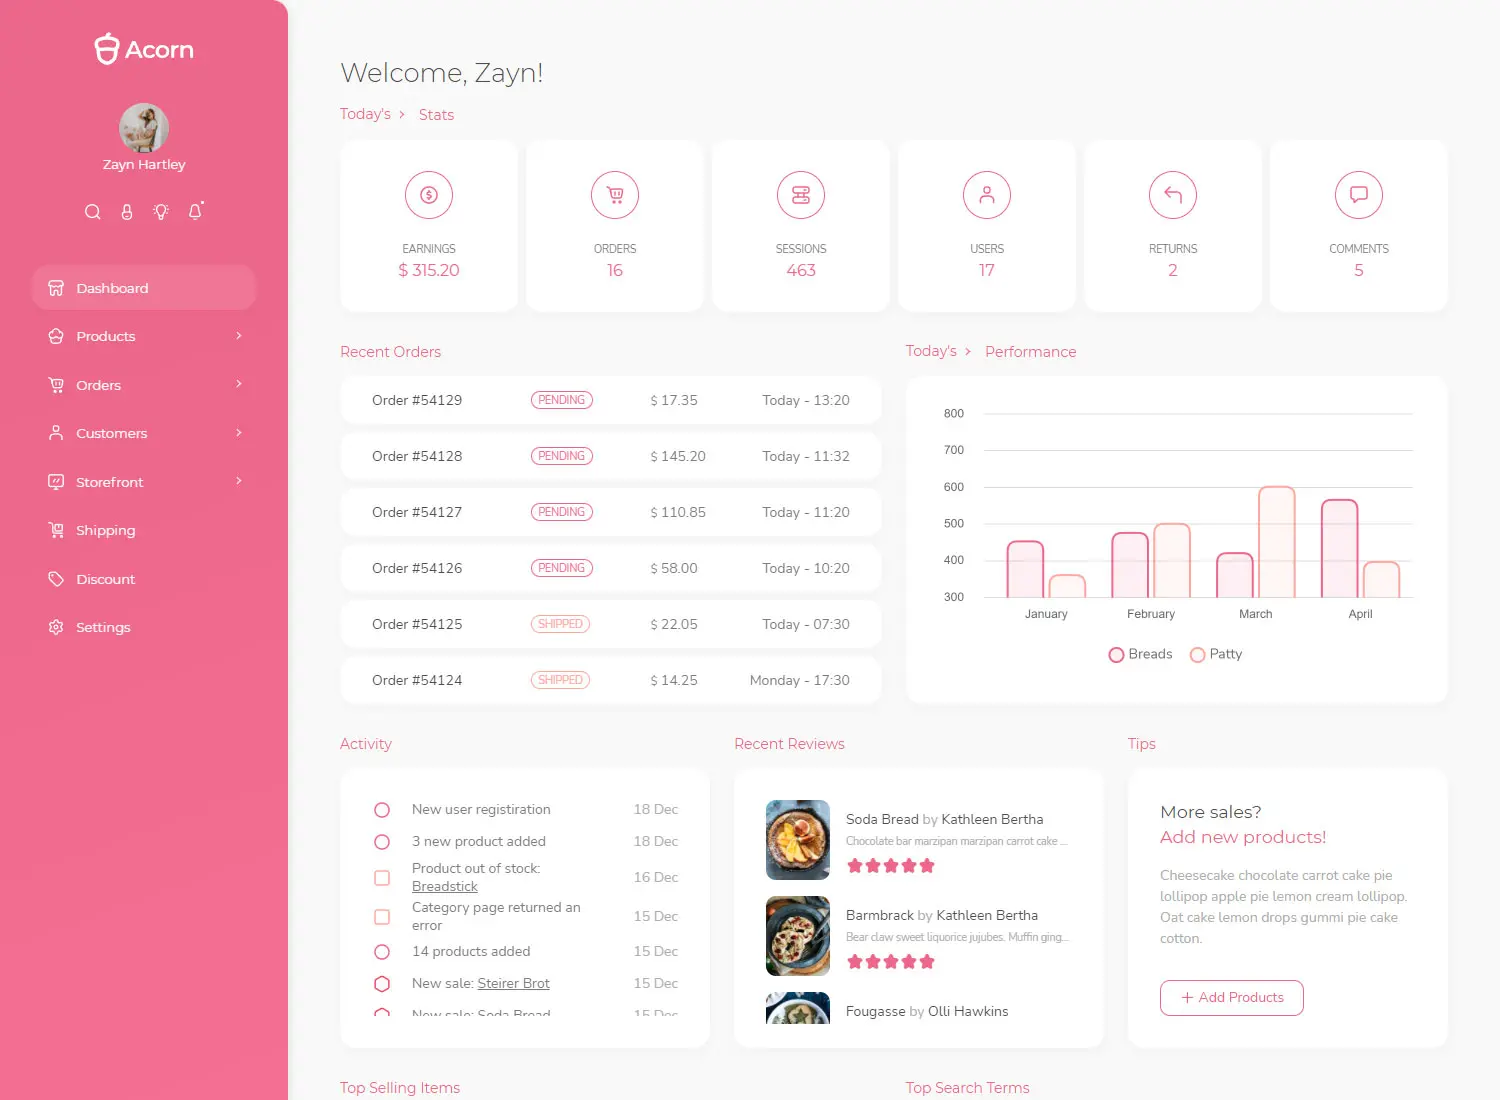 Acorn
Zayn Hartley
Dashboard
Products
Orders
Customers
Storefront
Shipping
Discount
Settings
Welcome, Zayn!
Today's > Stats
EARNINGS
$ 315.20
ORDERS
16
SESSIONS
463
USERS
17
RETURNS
2
COMMENTS
5
Recent Orders
Order #54129 PENDING $ 17.35 Today - 13:20
Order #54128 PENDING $ 145.20 Today - 11:32
Order #54127 PENDING $ 110.85 Today - 11:20
Order #54126 PENDING $ 58.00 Today - 10:20
Order #54125 SHIPPED $ 22.05 Today - 07:30
Order #54124 SHIPPED $ 14.25 Monday - 17:30
Today's > Performance
800
700
600
500
400
300
January February March April
Breads Patty
Activity
New user registiration 18 Dec
3 new product added 18 Dec
Product out of stock: 16 Dec
Breadstick
Category page returned an 15 Dec
error
14 products added 15 Dec
New sale: Steirer Brot 15 Dec
New sale: Soda Bread 15 Dec
Recent Reviews
Soda Bread by Kathleen Bertha
Chocolate bar marzipan marzipan carrot cake ...
Barmbrack by Kathleen Bertha
Bear claw sweet liquorice jujubes. Muffin ging...
Fougasse by Olli Hawkins
Tips
More sales?
Add new products!
Cheesecake chocolate carrot cake pie
lollipop apple pie lemon cream lollipop.
Oat cake lemon drops gummi pie cake
cotton.
+ Add Products
Top Selling Items
Top Search Terms